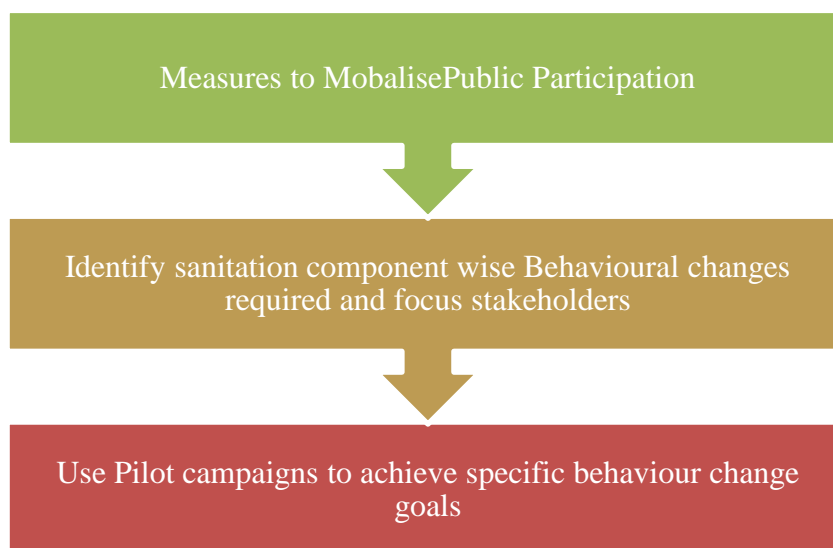 Measures to MobalisePublic Participation
Identify sanitation component wise Behavioural changes
required and focus stakeholders
Use Pilot campaigns to achieve specific behaviour change
goals